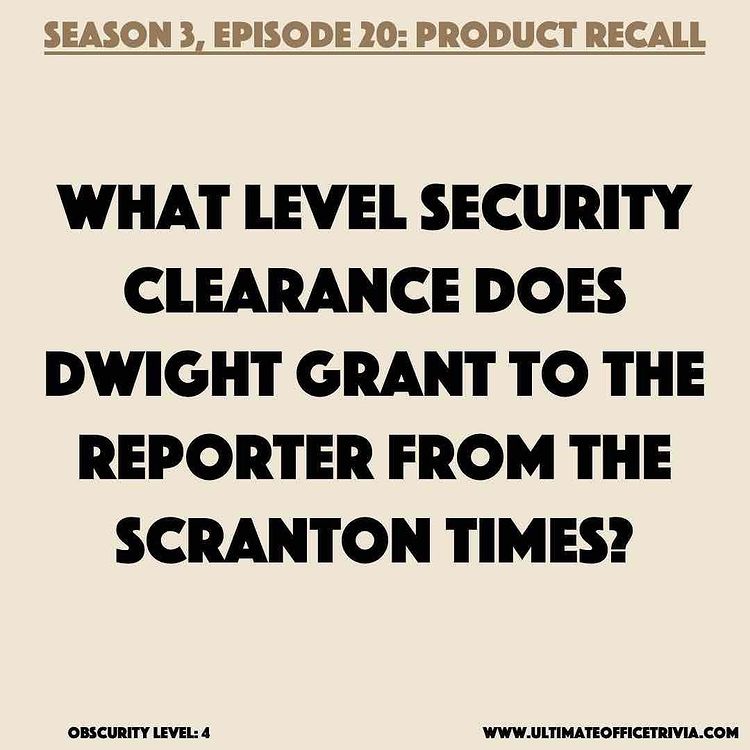 SEASON 3, EPISODE 20: PRODUCT RECALL
WHAT LEVEL SECURITY
CLEARANCE DOES
DWIGHT GRANT TO THE
REPORTER FROM THE
SCRANTON TIMES?
OBSCURITY LEVEL: 4
WWW.ULTIMATEOFFICETRIVIA.COM